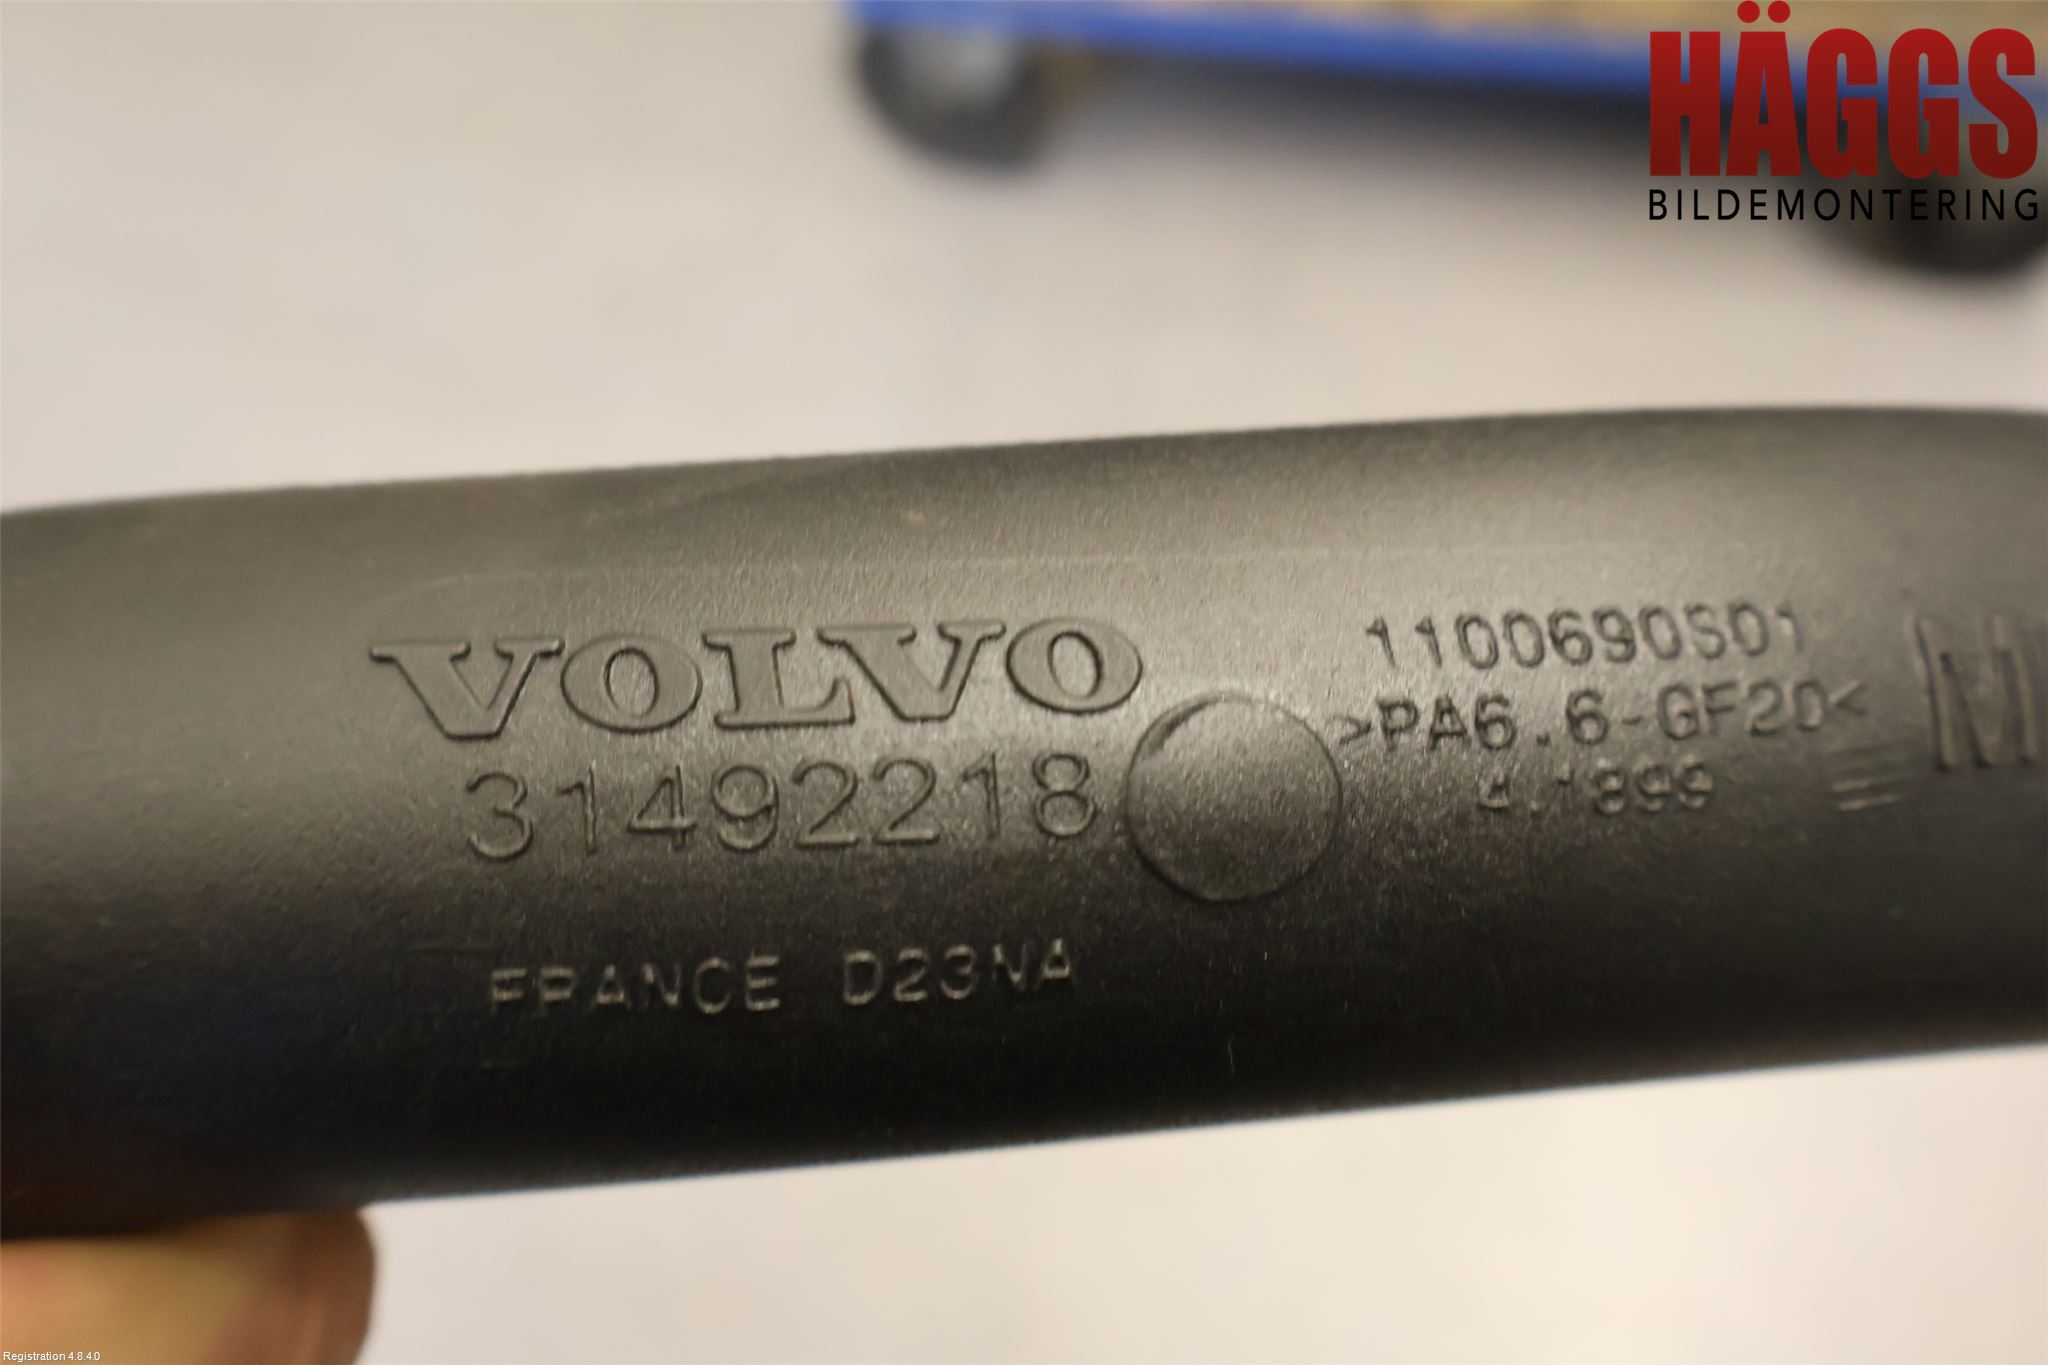 HÄGGS
BILDEMONTERING
VOLVO
31492218
FRANCE D23NA
1100690S01
>PA6.6-GF20<
M
Registration 4.8.4.0